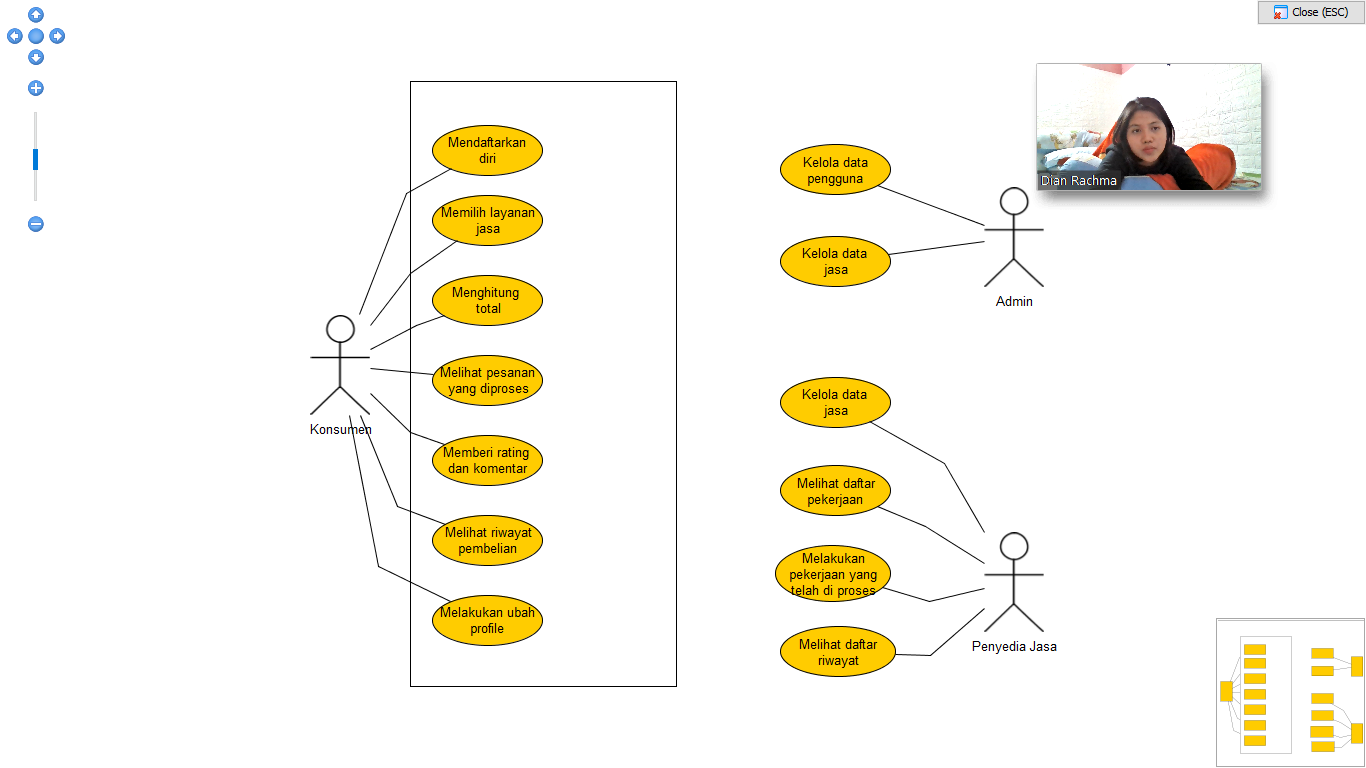 Close (ESC)
Dian Rachma
Mendaftarkan
diri
Memilih layanan
jasa
Menghitung
total
Melihat pesanan
yang diproses
Memberi rating
dan komentar
Melihat riwayat
pembelian
Melakukan ubah
profile
Konsumen
Kelola data
pengguna
Kelola data
jasa
Admin
Kelola data
jasa
Melihat daftar
pekerjaan
Melakukan
pekerjaan yang
telah di proses
Melihat daftar
riwayat
Penyedia Jasa